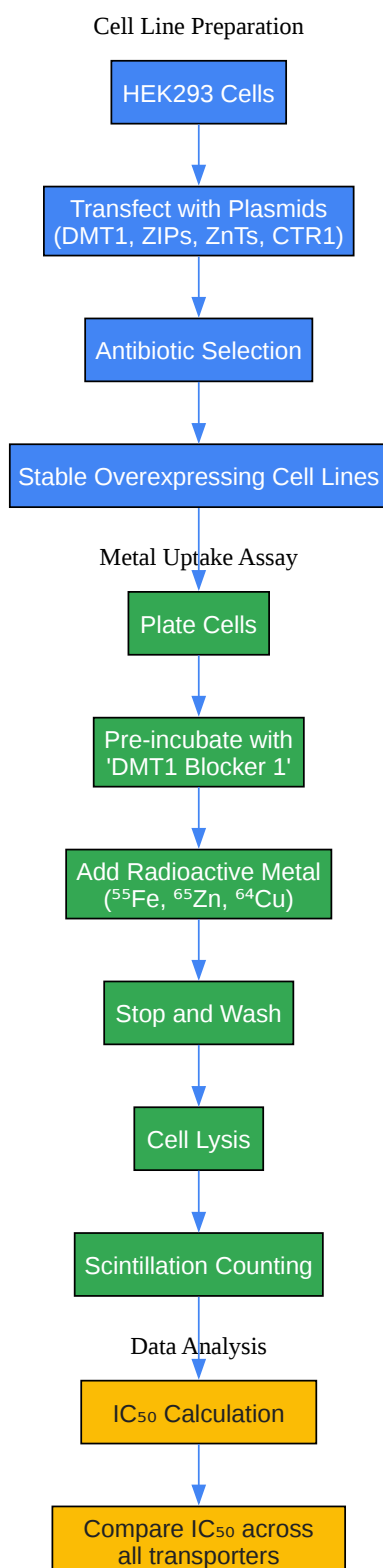 Cell Line Preparation
HEK293 Cells
Transfect with Plasmids
(DMT1, ZIPs, ZnTs, CTR1)
Antibiotic Selection
Stable Overexpressing Cell Lines
Metal Uptake Assay
Plate Cells
Pre-incubate with
'DMT1 Blocker 1'
Add Radioactive Metal
(⁵⁵Fe, ⁶⁵Zn, ⁶⁴Cu)
Stop and Wash
Cell Lysis
Scintillation Counting
Data Analysis
IC₅₀ Calculation
Compare IC₅₀ across
all transporters